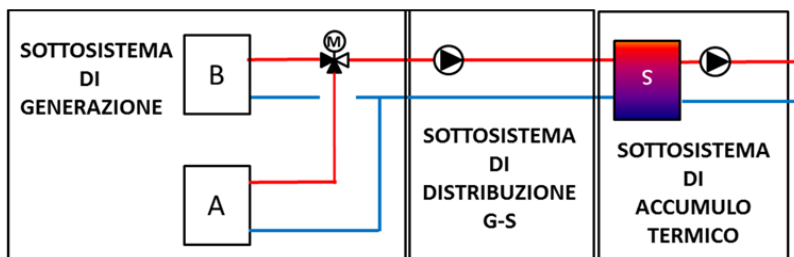 SOTTOSISTEMA
DI
GENERAZIONE
B
M
A
SOTTOSISTEMA
DI
DISTRIBUZIONE
G-S
S
SOTTOSISTEMA
DI
ACCUMULO
TERMICO